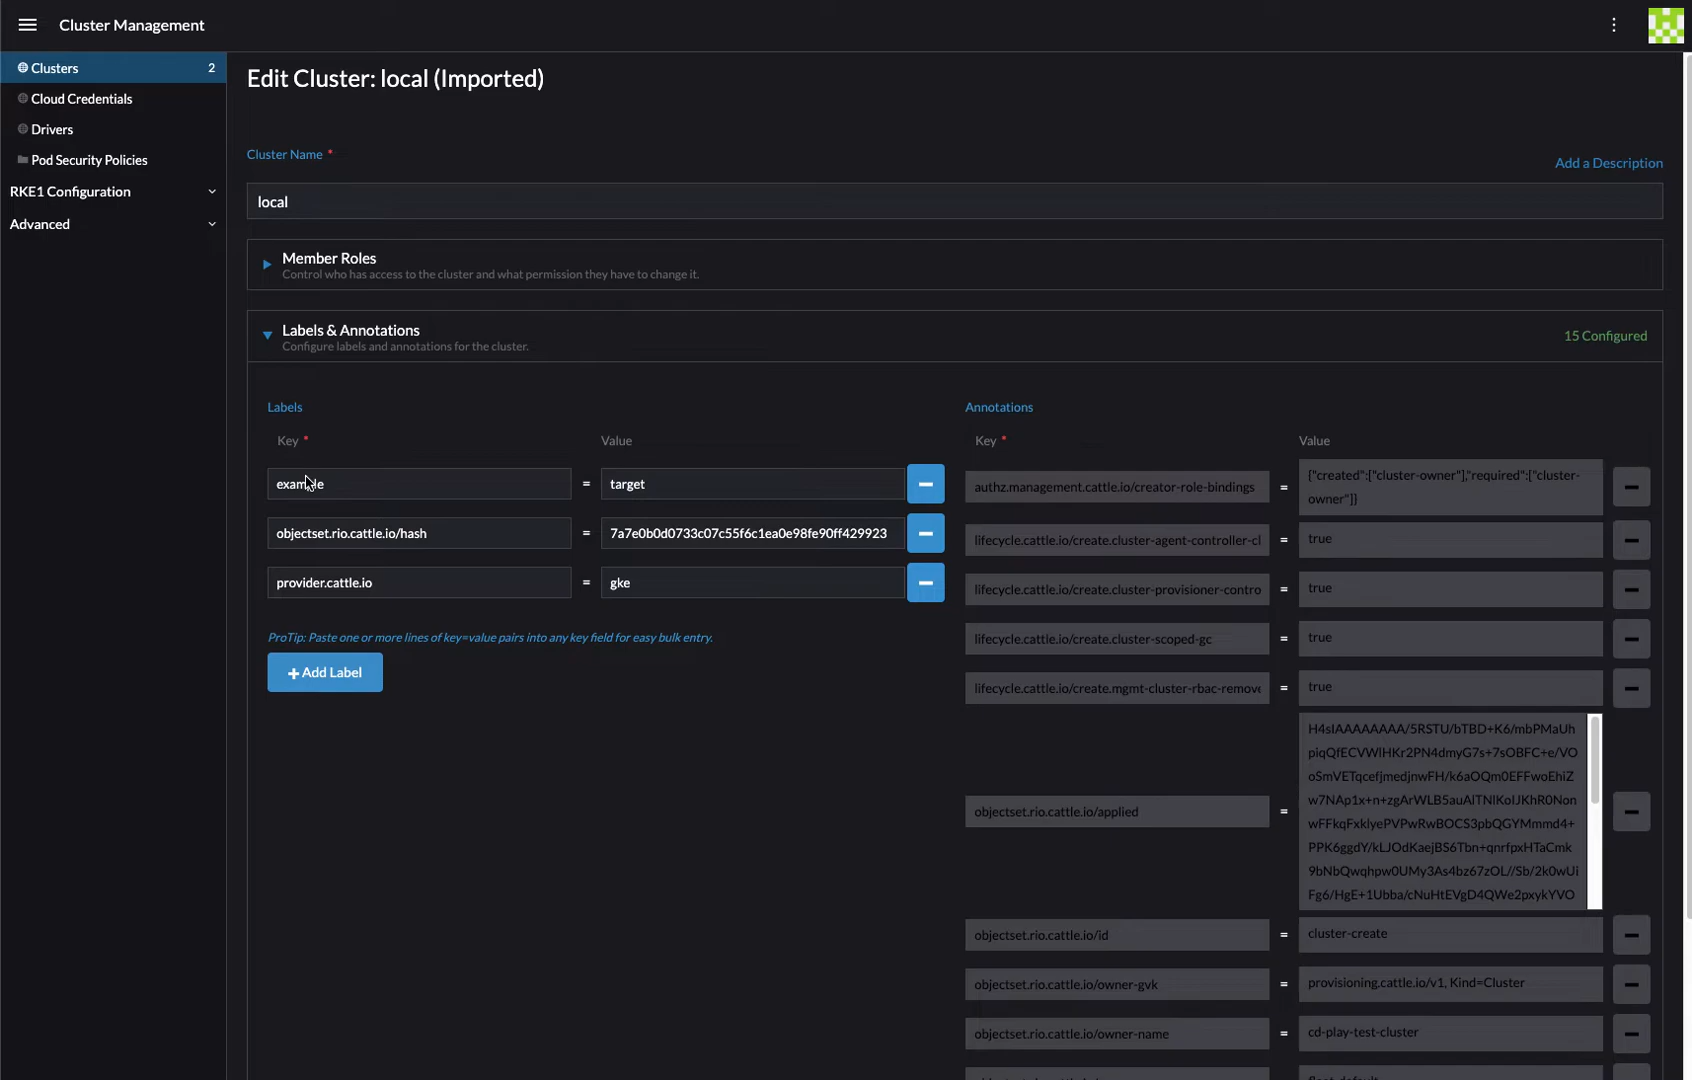 Cluster Management
Clusters 2
Cloud Credentials
Drivers
Pod Security Policies
RKE1 Configuration
Advanced
Edit Cluster: local (Imported)
Cluster Name *
Add a Description
local
Member Roles
Control who has access to the cluster and what permission they have to change it.
Labels & Annotations
Configure labels and annotations for the cluster.
15 Configured
Labels
Key *
Value
example = target
objectset.rio.cattle.io/hash = 7a7e0b0d0733c07c55f6c1ea0e98fe90ff429923
provider.cattle.io = gke
ProTip: Paste one or more lines of key=value pairs into any key field for easy bulk entry.
+ Add Label
Annotations
Key *
Value
authz.management.cattle.io/creator-role-bindings = {"created":["cluster-owner"],"required":["cluster-
owner"]}
lifecycle.cattle.io/create.cluster-agent-controller-cl = true
lifecycle.cattle.io/create.cluster-provisioner-contro = true
lifecycle.cattle.io/create.cluster-scoped-gc = true
lifecycle.cattle.io/create.mgmt-cluster-rbac-remove = true
objectset.rio.cattle.io/applied =
H4sIAAAAAAAA/5RSTU/bTBD+K6/mbPMaUh
piqQfECVWlHKr2PN4dmyG7s+7sOBFC+e/VO
oSmVETqcefjmedjnwFH/k6aOQm0EFFwoEhiZ
w7NAp1x+n+zgArWLB5auAlTNlKoIJKhR0Non
wFFkqFxklyePVPwRwBOCS3pbQGYMmmd4+
PPK6ggdY/kLJOdKaejBS6Tbn+qnrfpxHTaCmk
9bNbQwqhpw0UMy3As4bz67zOL//Sb/2k0wUi
Fg6/HgE+1Ubba/cNuHtEVgD4QWe2pxykYVO
objectset.rio.cattle.io/id = cluster-create
objectset.rio.cattle.io/owner-gvk = provisioning.cattle.io/v1, Kind=Cluster
objectset.rio.cattle.io/owner-name = cd-play-test-cluster